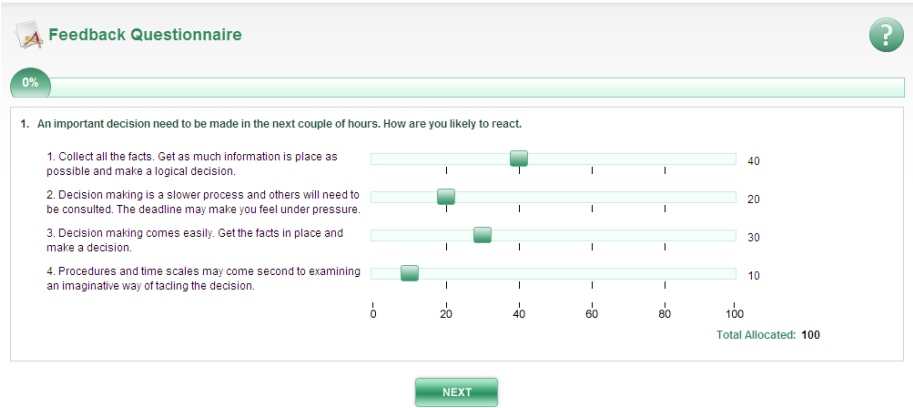 Feedback Questionnaire
?
0%
1. An important decision need to be made in the next couple of hours. How are you likely to react.
1. Collect all the facts. Get as much information is place as
possible and make a logical decision.
40
2. Decision making is a slower process and others will need to
be consulted. The deadline may make you feel under pressure.
20
3. Decision making comes easily. Get the facts in place and
make a decision.
30
4. Procedures and time scales may come second to examining
an imaginative way of tacling the decision.
10
0 20 40 60 80 100
Total Allocated: 100
NEXT